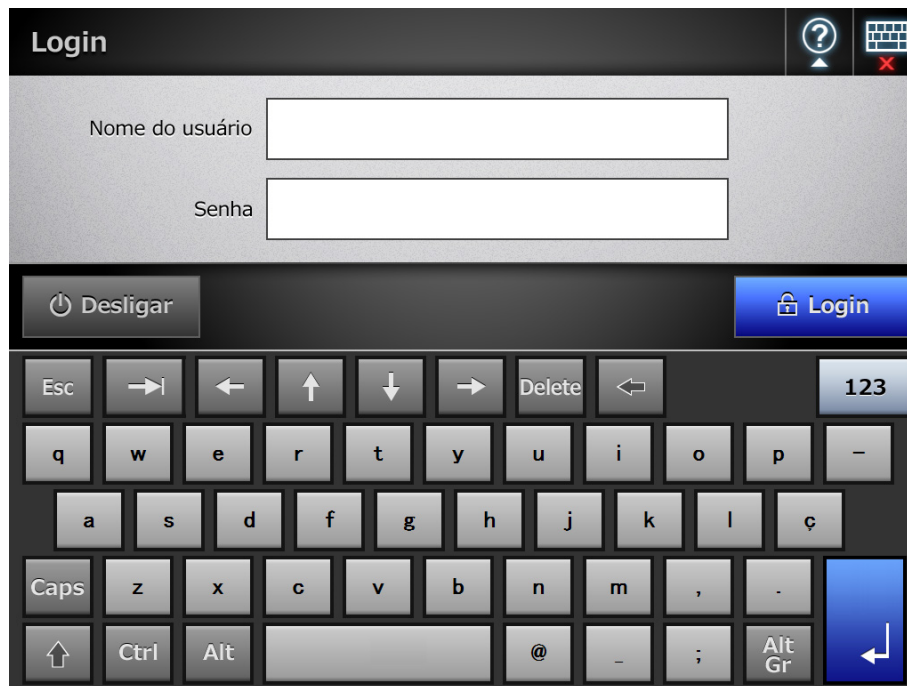 Login
Nome do usuário
Senha
Desligar
Login
Esc Delete 123
q w e r t y u i o p -
a s d f g h j k l ç
Caps z x c v b n m , .
Ctrl Alt @ _ ; Alt Gr